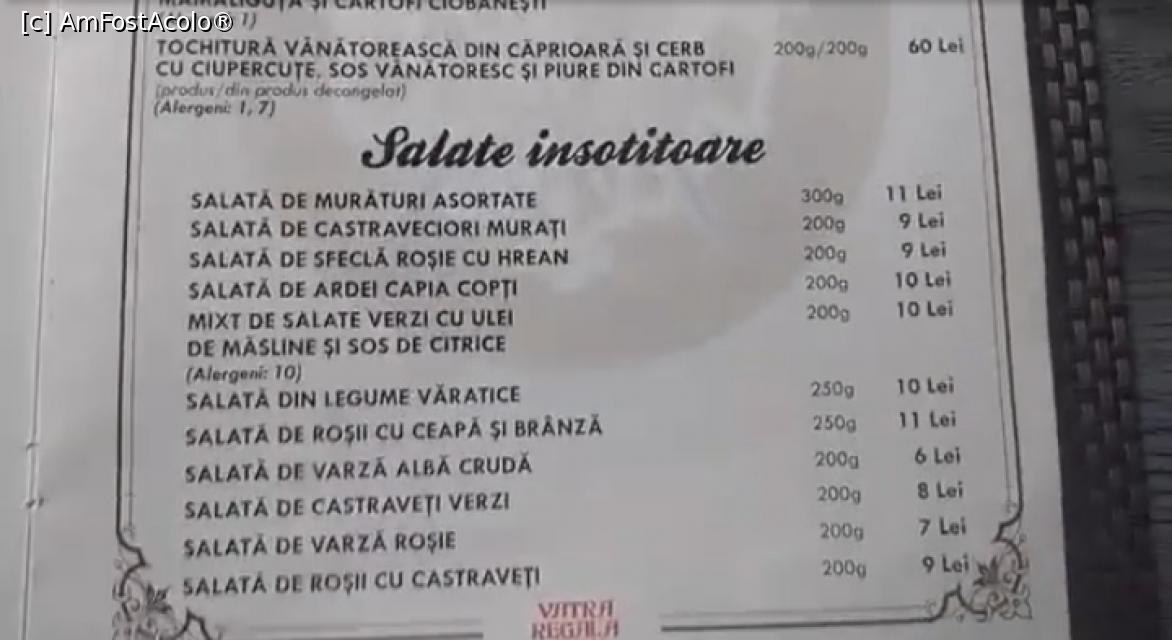 [c] AmFostAcolo®
MĂMĂLIGUȚĂ ȘI CARTOFI CIOBĂNEȘTI
1)
TOCHITURĂ VÂNĂTOREASCĂ DIN CĂPRIOARĂ ȘI CERB 200g/200g 60 Lei
CU CIUPERCUȚE, SOS VÂNĂTORESC ȘI PIURE DIN CARTOFI
(produs/din produs decongelat)
(Alergeni: 1, 7)
Salate insotitoare
SALATĂ DE MURĂTURI ASORTATE 300g 11 Lei
SALATĂ DE CASTRAVECIORI MURAȚI 200g 9 Lei
SALATĂ DE SFECLĂ ROȘIE CU HREAN 200g 9 Lei
SALATĂ DE ARDEI CAPIA COPȚI 200g 10 Lei
MIXT DE SALATE VERZI CU ULEI 200g 10 Lei
DE MĂSLINE ȘI SOS DE CITRICE
(Alergeni: 10)
SALATĂ DIN LEGUME VĂRATICE 250g 10 Lei
SALATĂ DE ROȘII CU CEAPĂ ȘI BRÂNZĂ 250g 11 Lei
SALATĂ DE VARZĂ ALBĂ CRUDĂ 200g 6 Lei
SALATĂ DE CASTRAVEȚI VERZI 200g 8 Lei
SALATĂ DE VARZĂ ROȘIE 200g 7 Lei
SALATĂ DE ROȘII CU CASTRAVEȚI 200g 9 Lei
VATRA
REGALA